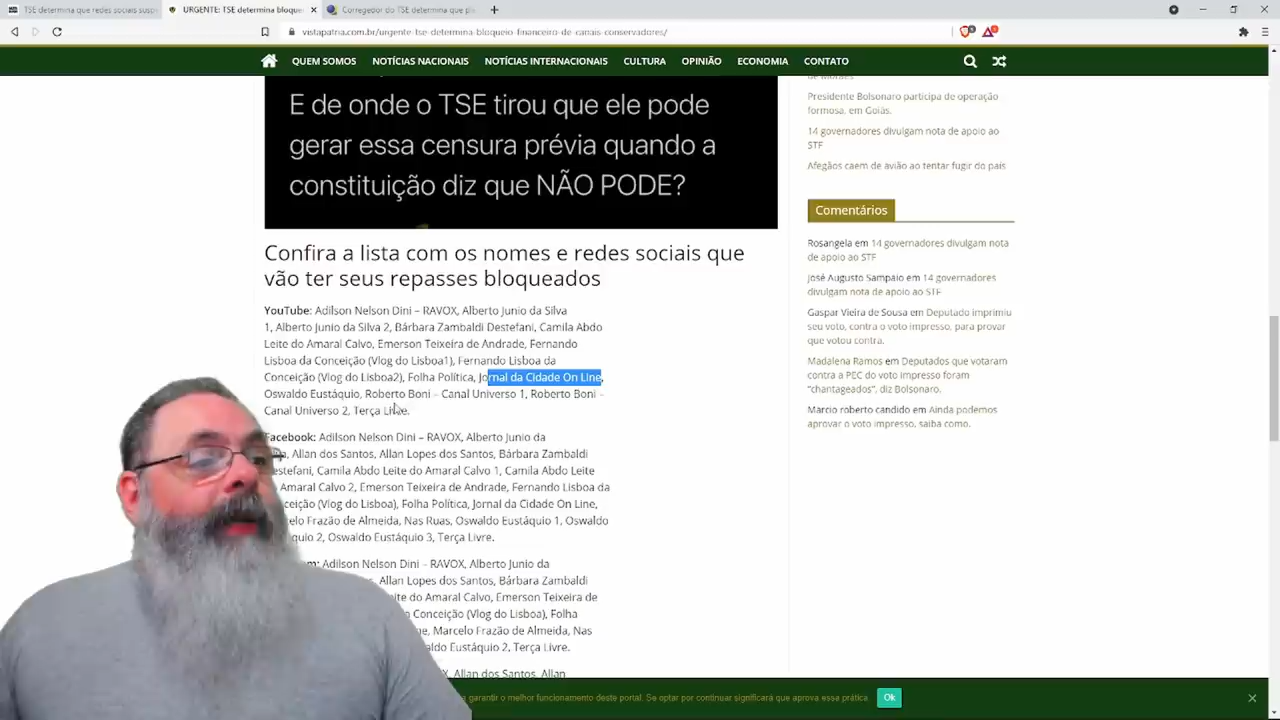 TSE determina que redes sociais susp
URGENTE: TSE determina bloque
Corregedor do TSE determina que pla
vistapatria.com.br/urgente-tse-determina-bloqueio-financeiro-de-canais-conservadores/
QUEM SOMOS NOTÍCIAS NACIONAIS NOTÍCIAS INTERNACIONAIS CULTURA OPINIÃO ECONOMIA CONTATO
E de onde o TSE tirou que ele pode
gerar essa censura prévia quando a
constituição diz que NÃO PODE?
Confira a lista com os nomes e redes sociais que
vão ter seus repasses bloqueados
YouTube: Adilson Nelson Dini – RAVOX, Alberto Junio da Silva
1, Alberto Junio da Silva 2, Bárbara Zambaldi Destefani, Camila Abdo
Leite do Amaral Calvo, Emerson Teixeira de Andrade, Fernando
Lisboa da Conceição (Vlog do Lisboa1), Fernando Lisboa da
Conceição (Vlog do Lisboa2), Folha Política, Jornal da Cidade On Line,
Oswaldo Eustáquio, Roberto Boni – Canal Universo 1, Roberto Boni –
Canal Universo 2, Terça Livre.
Facebook: Adilson Nelson Dini – RAVOX, Alberto Junio da
Allan dos Santos, Allan Lopes dos Santos, Bárbara Zambaldi
estefani, Camila Abdo Leite do Amaral Calvo 1, Camila Abdo Leite
Amaral Calvo 2, Emerson Teixeira de Andrade, Fernando Lisboa da
ceição (Vlog do Lisboa), Folha Política, Jornal da Cidade On Line,
elo Frazão de Almeida, Nas Ruas, Oswaldo Eustáquio 1, Oswaldo
quio 2, Oswaldo Eustáquio 3, Terça Livre.
m: Adilson Nelson Dini – RAVOX, Alberto Junio da
Allan Lopes dos Santos, Bárbara Zambaldi
ite do Amaral Calvo, Emerson Teixeira de
Conceição (Vlog do Lisboa), Folha
ne, Marcelo Frazão de Almeida, Nas
aldo Eustáquio 2, Terça Livre.
VOX, Allan dos Santos, Allan
de Moraes.
Presidente Bolsonaro participa de operação
formosa, em Goiás.
14 governadores divulgam nota de apoio ao
STF
Afegãos caem de avião ao tentar fugir do país
Comentários
Rosangela em 14 governadores divulgam nota
de apoio ao STF
José Augusto Sampaio em 14 governadores
divulgam nota de apoio ao STF
Gaspar Vieira de Sousa em Deputado imprimiu
seu voto, contra o voto impresso, para provar
que votou contra.
Madalena Ramos em Deputados que votaram
contra a PEC do voto impresso foram
“chantageados”, diz Bolsonaro.
Marcio roberto candido em Ainda podemos
aprovar o voto impresso, saiba como.
garantir o melhor funcionamento deste portal. Se optar por continuar significará que aprova essa prática.
Ok